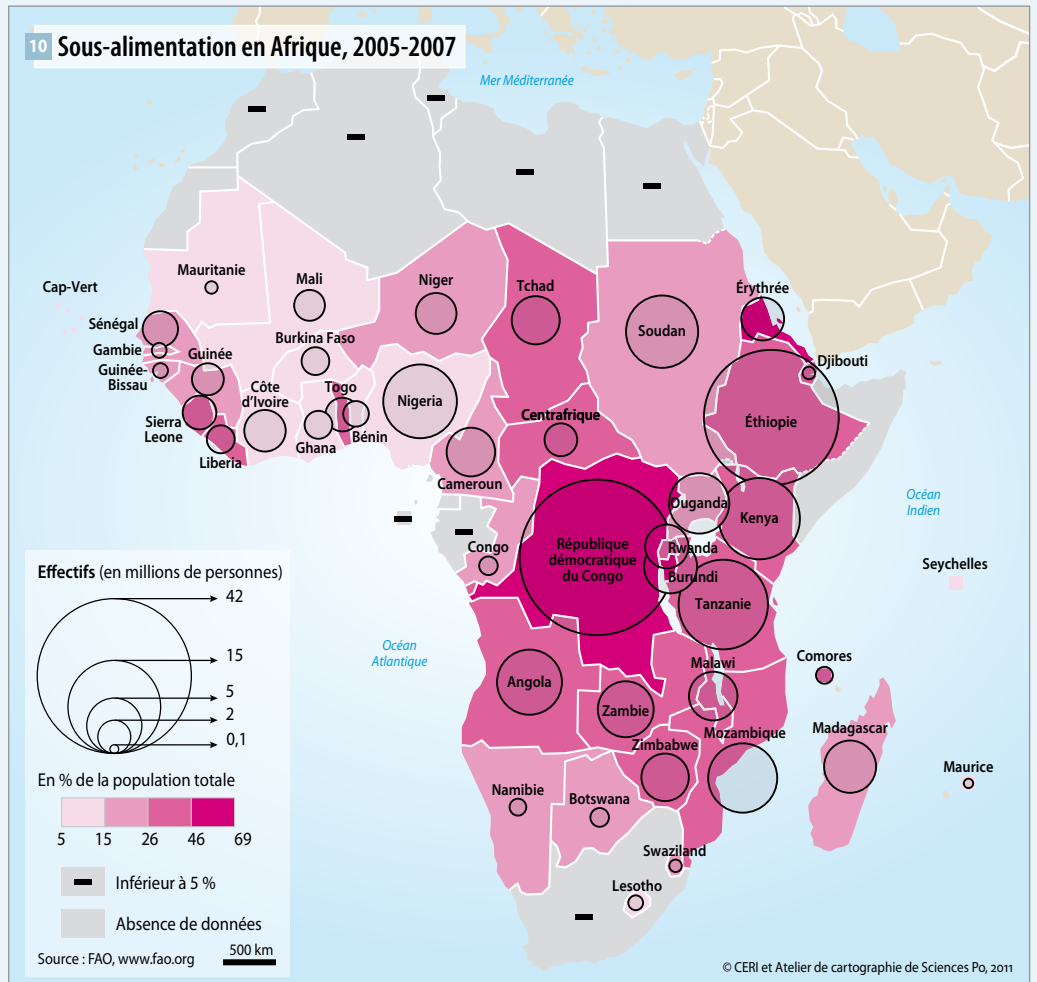 10 Sous-alimentation en Afrique, 2005-2007
Mer Méditerranée
Cap-Vert
Mauritanie
Mali
Niger
Tchad
Soudan
Érythrée
Sénégal
Gambie
Guinée-
Bissau
Guinée
Burkina Faso
Djibouti
Sierra
Leone
Liberia
Côte
d'Ivoire
Ghana
Togo
Bénin
Nigeria
Cameroun
Centrafrique
Éthiopie
Ouganda
Kenya
Océan
Indien
Congo
République
démocratique
du Congo
Rwanda
Burundi
Tanzanie
Seychelles
Océan
Atlantique
Angola
Zambie
Malawi
Comores
Zimbabwe
Mozambique
Madagascar
Maurice
Namibie
Botswana
Swaziland
Lesotho
Effectifs (en millions de personnes)
42
15
5
2
0,1
En % de la population totale
5 15 26 46 69
Inférieur à 5 %
Absence de données
Source : FAO, www.fao.org
500 km
© CERI et Atelier de cartographie de Sciences Po, 2011